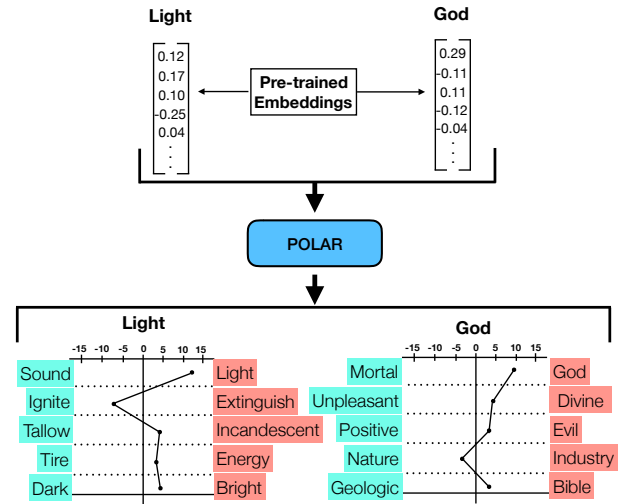 Light God
0.12 0.29
0.17 -0.11
0.10 0.11
-0.25 -0.12
0.04 -0.04
Pre-trained
Embeddings
POLAR
Light
-15 -10 -5 0 5 10 15
Sound Light
Ignite Extinguish
Tallow Incandescent
Tire Energy
Dark Bright
God
-15 -10 -5 0 5 10 15
Mortal God
Unpleasant Divine
Positive Evil
Nature Industry
Geologic Bible